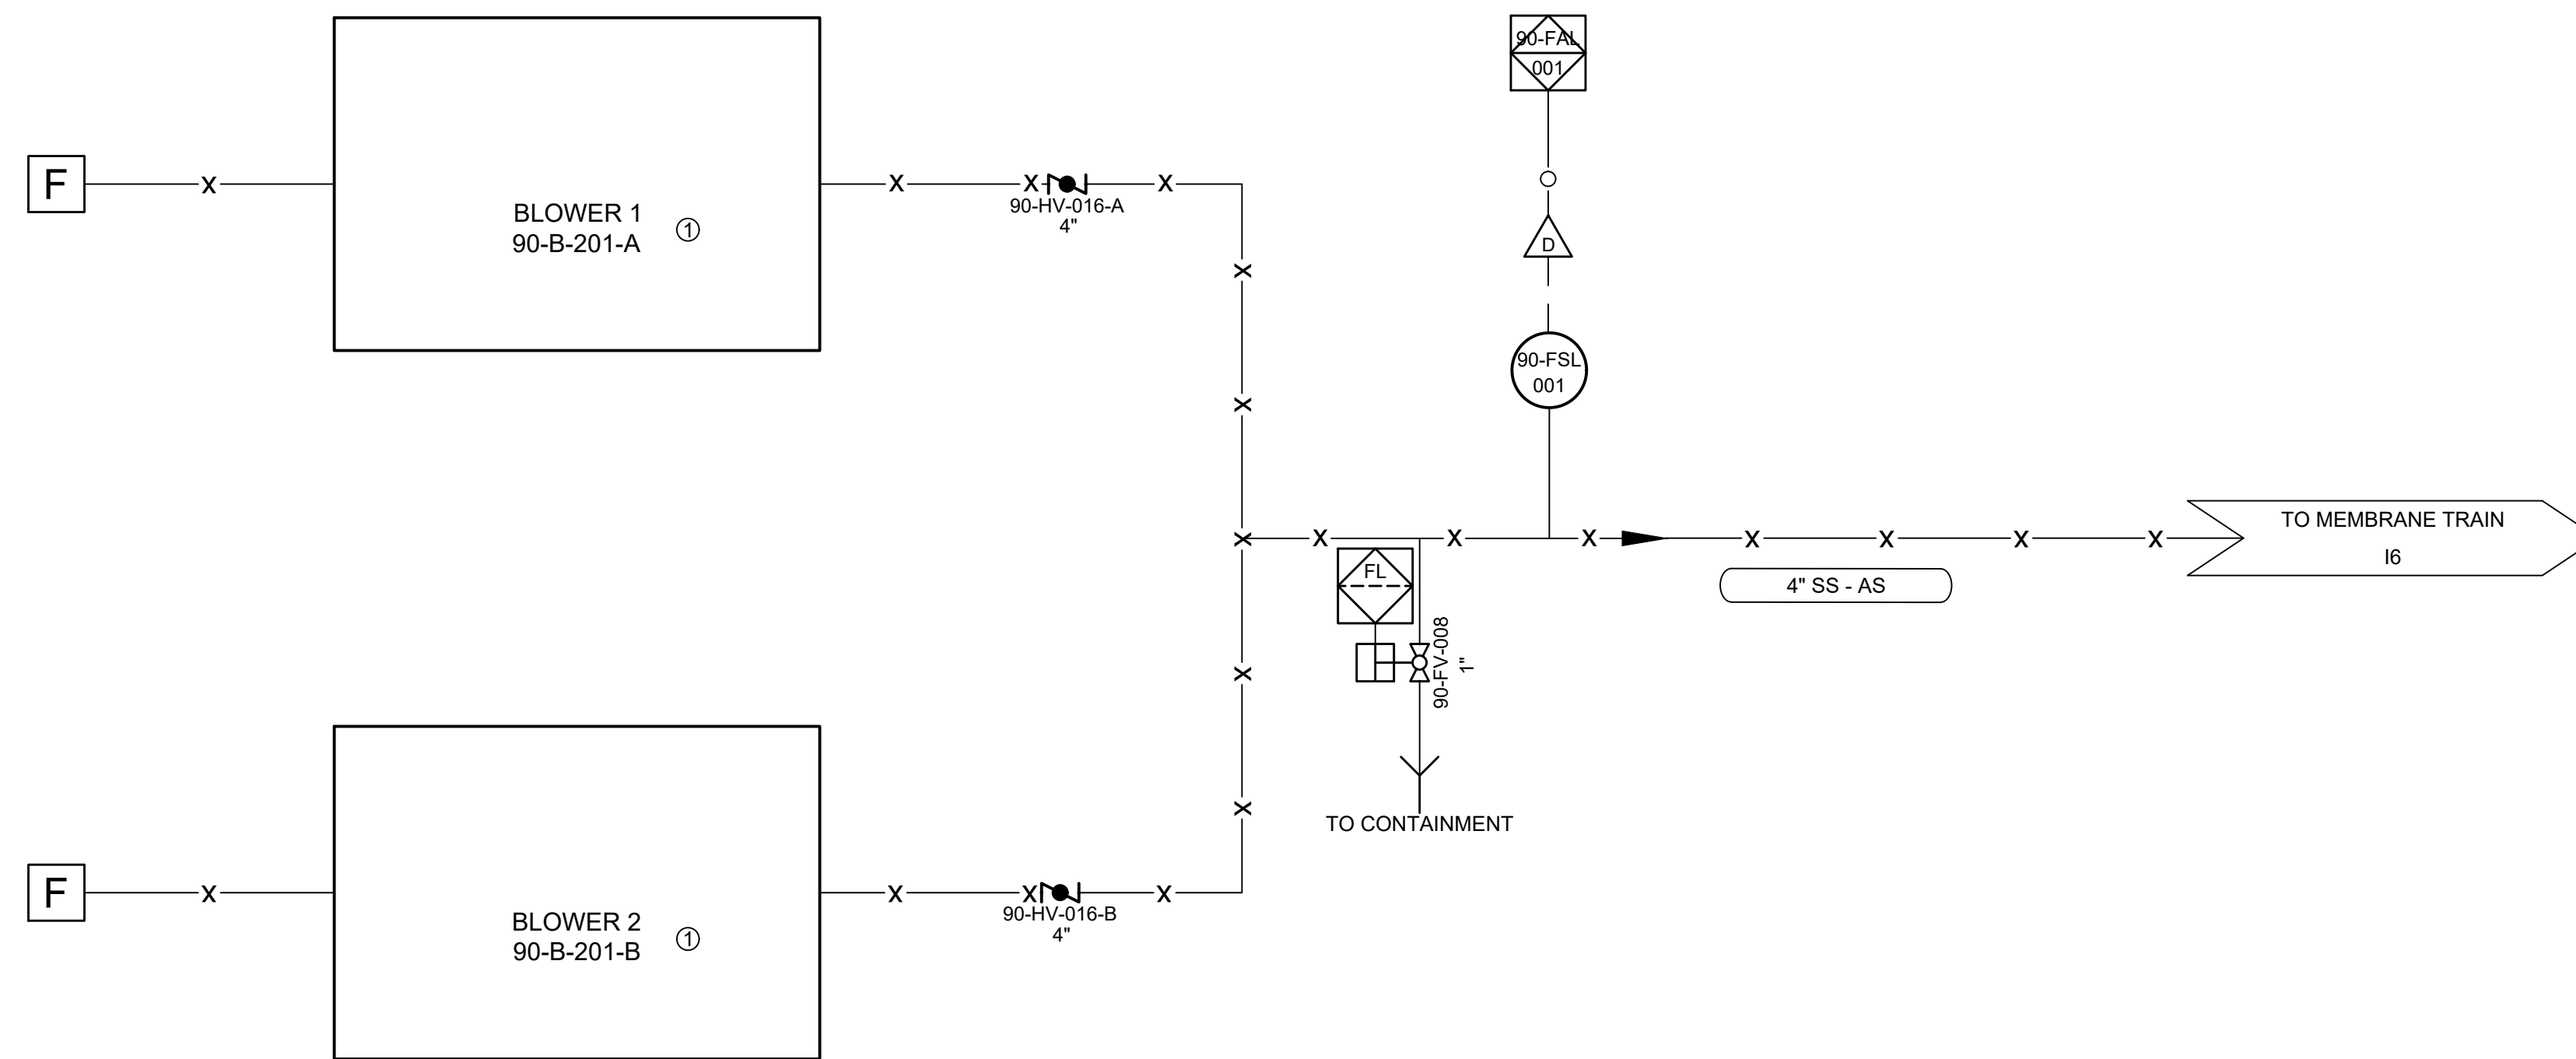 90-FAL
001
F
BLOWER 1
90-B-201-A
1
90-HV-016-A
4"
D
90-FSL
001
TO MEMBRANE TRAIN
I6
FL
4" SS - AS
90-FV-008
1"
TO CONTAINMENT
F
BLOWER 2
90-B-201-B
1
90-HV-016-B
4"